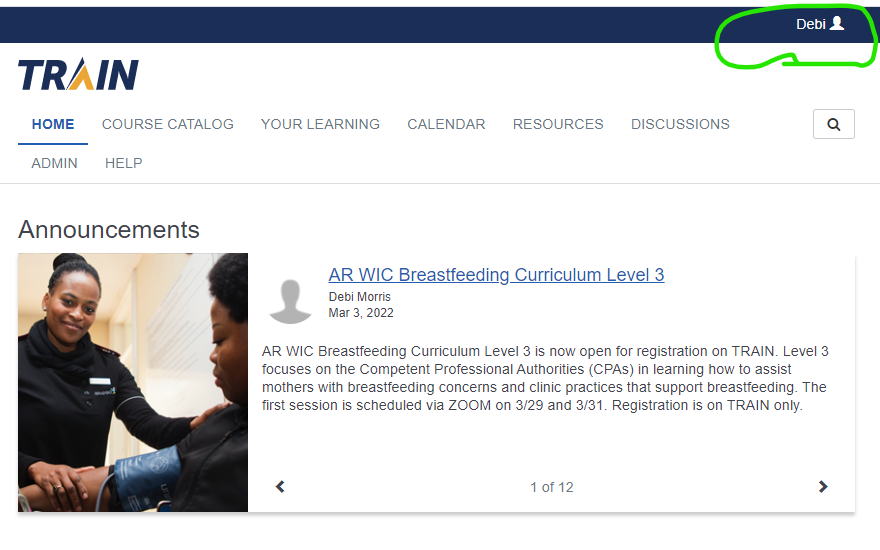 Debi
TRAIN
HOME COURSE CATALOG YOUR LEARNING CALENDAR RESOURCES DISCUSSIONS
ADMIN HELP
Announcements
AR WIC Breastfeeding Curriculum Level 3
Debi Morris
Mar 3, 2022
AR WIC Breastfeeding Curriculum Level 3 is now open for registration on TRAIN. Level 3
focuses on the Competent Professional Authorities (CPAs) in learning how to assist
mothers with breastfeeding concerns and clinic practices that support breastfeeding. The
first session is scheduled via ZOOM on 3/29 and 3/31. Registration is on TRAIN only.
1 of 12